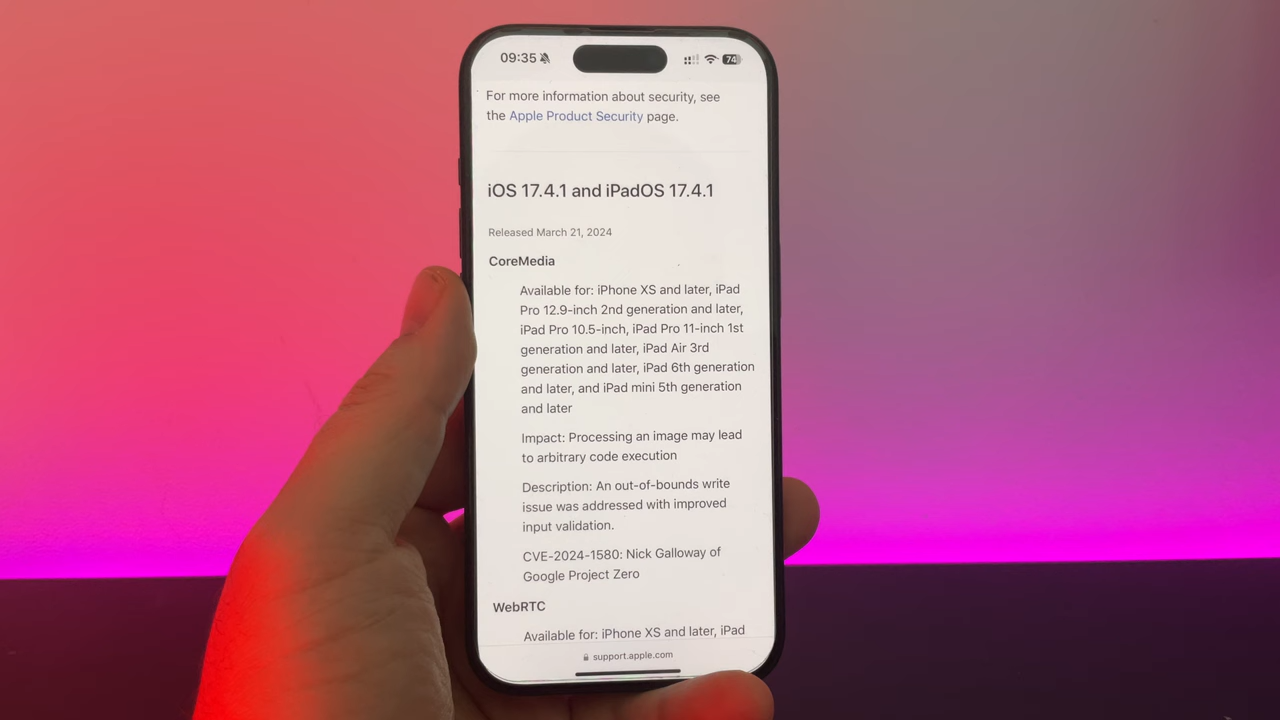 09:35
74
For more information about security, see
the Apple Product Security page.
iOS 17.4.1 and iPadOS 17.4.1
Released March 21, 2024
CoreMedia
Available for: iPhone XS and later, iPad
Pro 12.9-inch 2nd generation and later,
iPad Pro 10.5-inch, iPad Pro 11-inch 1st
generation and later, iPad Air 3rd
generation and later, iPad 6th generation
and later, and iPad mini 5th generation
and later
Impact: Processing an image may lead
to arbitrary code execution
Description: An out-of-bounds write
issue was addressed with improved
input validation.
CVE-2024-1580: Nick Galloway of
Google Project Zero
WebRTC
Available for: iPhone XS and later, iPad
support.apple.com